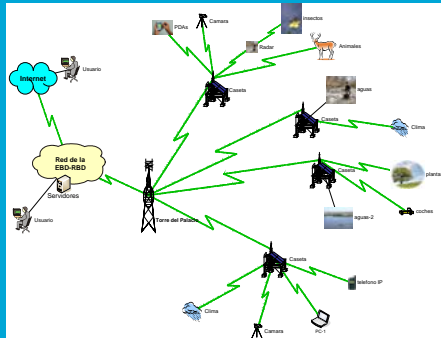 insectos
Camara
PDAs
Radar
Animales
Usuario
Internet
Caseta
aguas
Caseta
Clima
Red de la
EBD-RBD
Caseta
planta
Servidores
coches
Usuario
Torre del Palacio
aguas-2
Caseta
telefono IP
Clima
Camara
PC-1